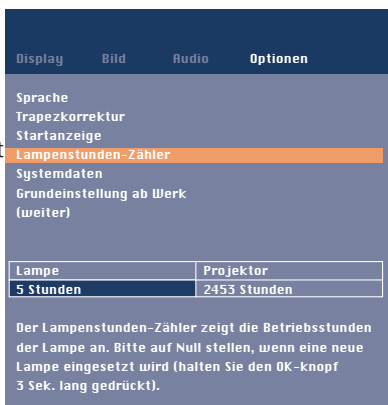 Display Bild Audio Optionen
Sprache
Trapezkorrektur
Startanzeige
Lampenstunden-Zähler
Systemdaten
Grundeinstellung ab Werk
(weiter)
Lampe Projektor
5 Stunden 2453 Stunden
Der Lampenstunden-Zähler zeigt die Betriebsstunden
der Lampe an. Bitte auf Null stellen, wenn eine neue
Lampe eingesetzt wird (halten Sie den OK-knopf
3 Sek. lang gedrückt).